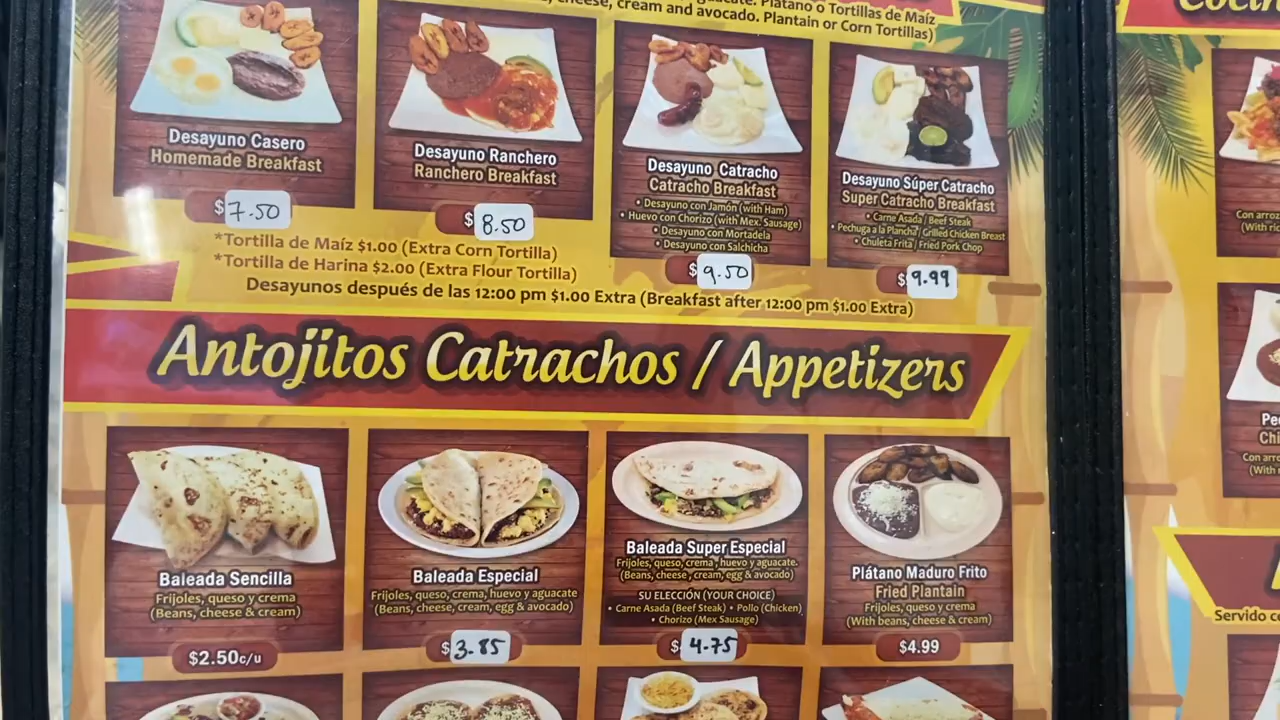 cheese, cream and avocado. Plantain or Corn Tortillas)
Plátano O Tortillas de Maíz
Desayuno Casero
Homemade Breakfast
$7.50
Desayuno Ranchero
Ranchero Breakfast
$8.50
Desayuno Catracho
Catracho Breakfast
• Desayuno con Jamón (with Ham)
• Huevo con Chorizo (with Mex. Sausage)
• Desayuno con Mortadela
• Desayuno con Salchicha
$9.50
Desayuno Súper Catracho
Super Catracho Breakfast
• Carne Asada / Beef Steak
• Pechuga a la Plancha / Grilled Chicken Breast
• Chuleta Frita / Fried Pork Chop
$9.99
*Tortilla de Maíz $1.00 (Extra Corn Tortilla)
*Tortilla de Harina $2.00 (Extra Flour Tortilla)
Desayunos después de las 12:00 pm $1.00 Extra (Breakfast after 12:00 pm $1.00 Extra)
Antojitos Catrachos / Appetizers
Baleada Sencilla
Frijoles, queso y crema
(Beans, cheese & cream)
$2.50 c/u
Baleada Especial
Frijoles, queso, crema, huevo y aguacate
(Beans, cheese, cream, egg & avocado)
$3.85
Baleada Super Especial
Frijoles, queso, crema, huevo y aguacate.
(Beans, cheese, cream, egg & avocado)
SU ELECCIÓN (YOUR CHOICE)
• Carne Asada (Beef Steak) • Pollo (Chicken)
• Chorizo (Mex Sausage)
$4.75
Plátano Maduro Frito
Fried Plantain
Frijoles, queso y crema
(With beans, cheese & cream)
$4.99
Con arroz
(With
Con
(With
Servido